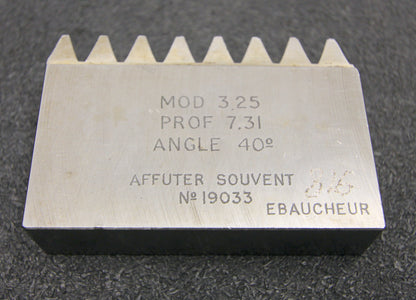 MOD 3.25
PROF 7.31
ANGLE 40º
AFFUTER SOUVENT
Nº 19033
EBAUCHEUR